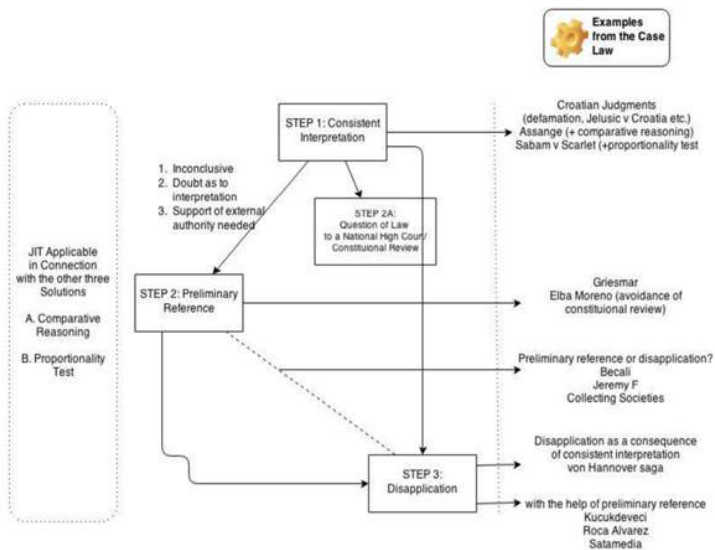 Examples
from the Case
Law
STEP 1: Consistent
Interpretation
Croatian Judgments
(defamation, Jelusic v Croatia etc.)
Assange (+ comparative reasoning)
Sabam v Scarlet (+proportionality test
1. Inconclusive
2. Doubt as to
interpretation
3. Support of external
authority needed
STEP 2A:
Question of Law
to a National High Court/
Constituional Review
JIT Applicable
in Connection
with the other three
Solutions
A. Comparative
Reasoning
B. Proportionality
Test
STEP 2: Preliminary
Reference
Griesmar
Elba Moreno (avoidance of
constituional review)
Preliminary reference or disapplication?
Becali
Jeremy F
Collecting Societies
STEP 3:
Disapplication
Disapplication as a consequence
of consistent interpretation
von Hannover saga
with the help of preliminary reference
Kucukdeveci
Roca Alvarez
Satamedia